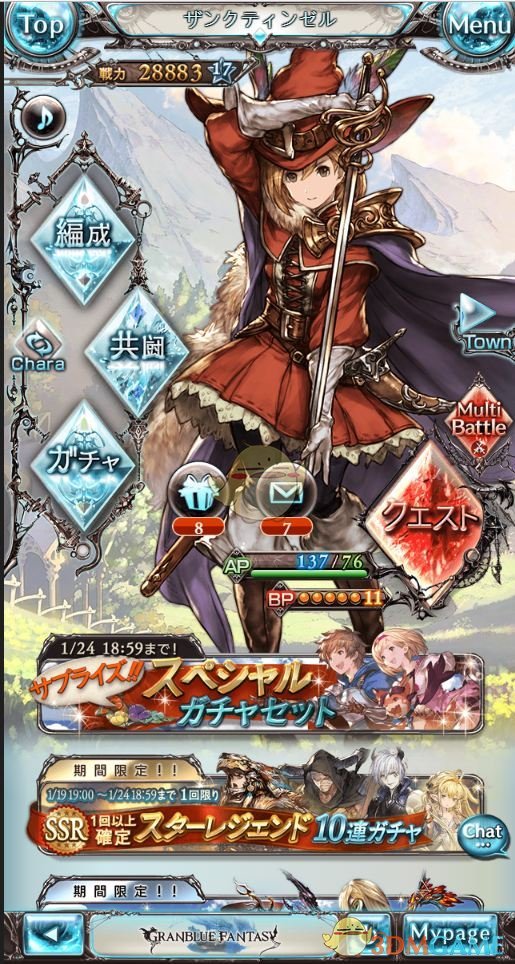 Top
ザンクティンゼル
Menu
戦力 28883 17
編成
共闘
Chara
Town
ガチャ
Multi
Battle
クエスト
8
7
AP 137/76
BP 11
1/24 18:59まで!
サプライズ!!
スペシャル
ガチャセット
期間限定!!
1/19 19:00 ～1/24 18:59まで 1回限り
SSR 1回以上確定 スターレジェンド 10連ガチャ
Chat
期間限定!!
GRANBLUE FANTASY
Mypage
3DMGAME